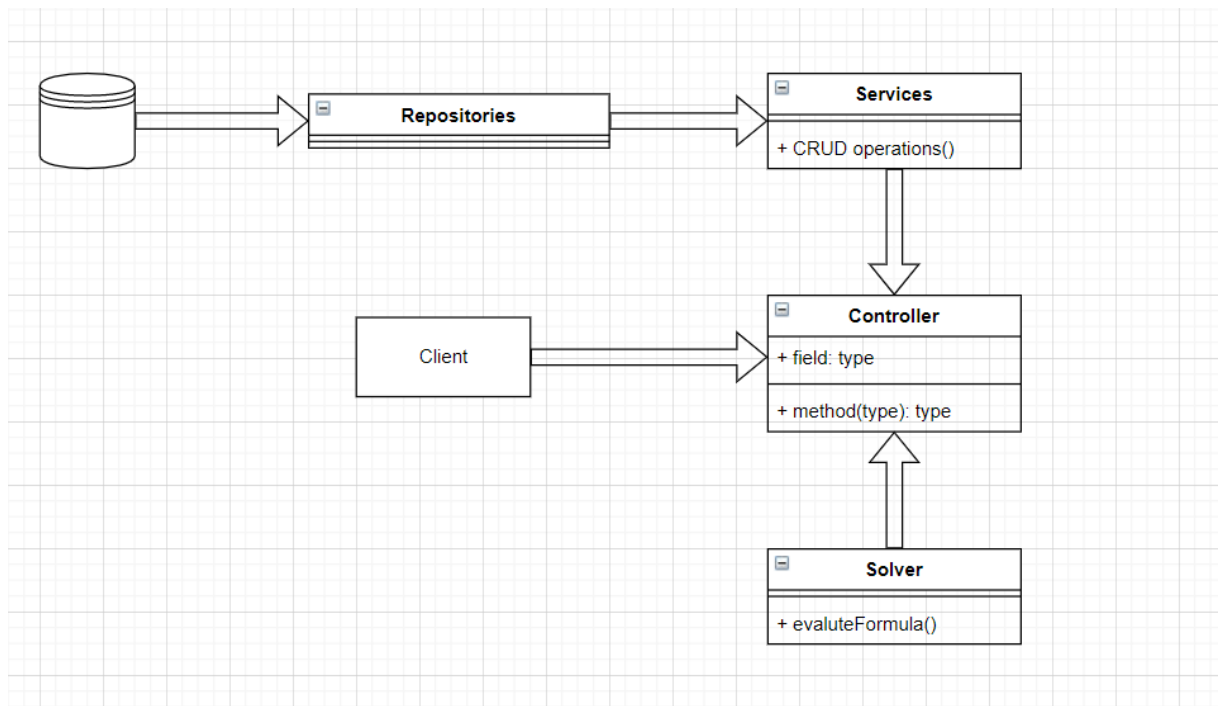 Repositories
Services
+ CRUD operations()
Client
Controller
+ field: type
+ method(type): type
Solver
+ evaluteFormula()